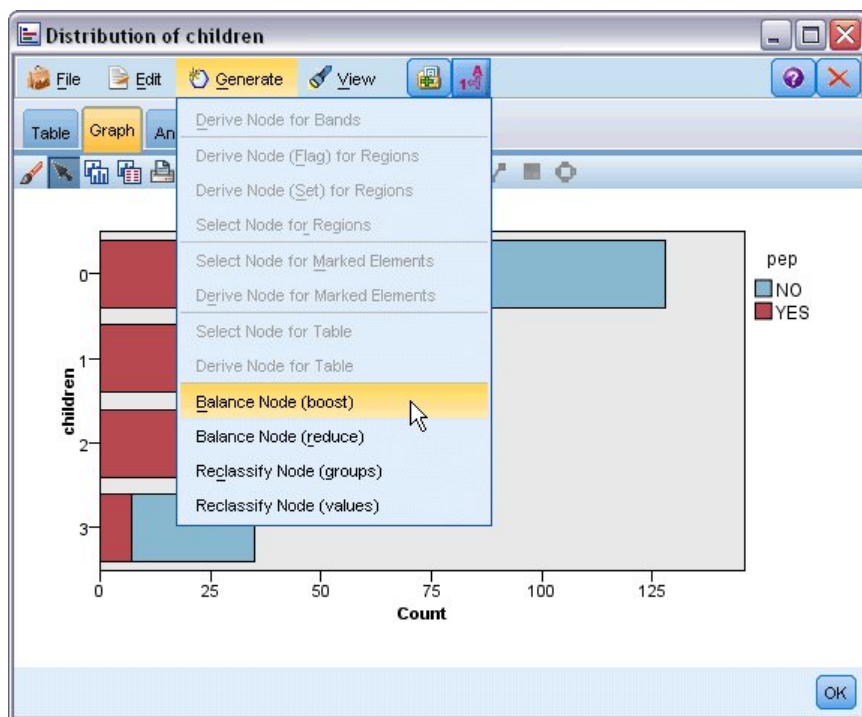 Distribution of children
File Edit Generate View
Table Graph An
Derive Node for Bands
Derive Node (Flag) for Regions
Derive Node (Set) for Regions
Select Node for Regions
Select Node for Marked Elements
Derive Node for Marked Elements
Select Node for Table
Derive Node for Table
Balance Node (boost)
Balance Node (reduce)
Reclassify Node (groups)
Reclassify Node (values)
children
0
1
2
3
0 25 50 75 100 125
Count
pep
NO
YES
OK